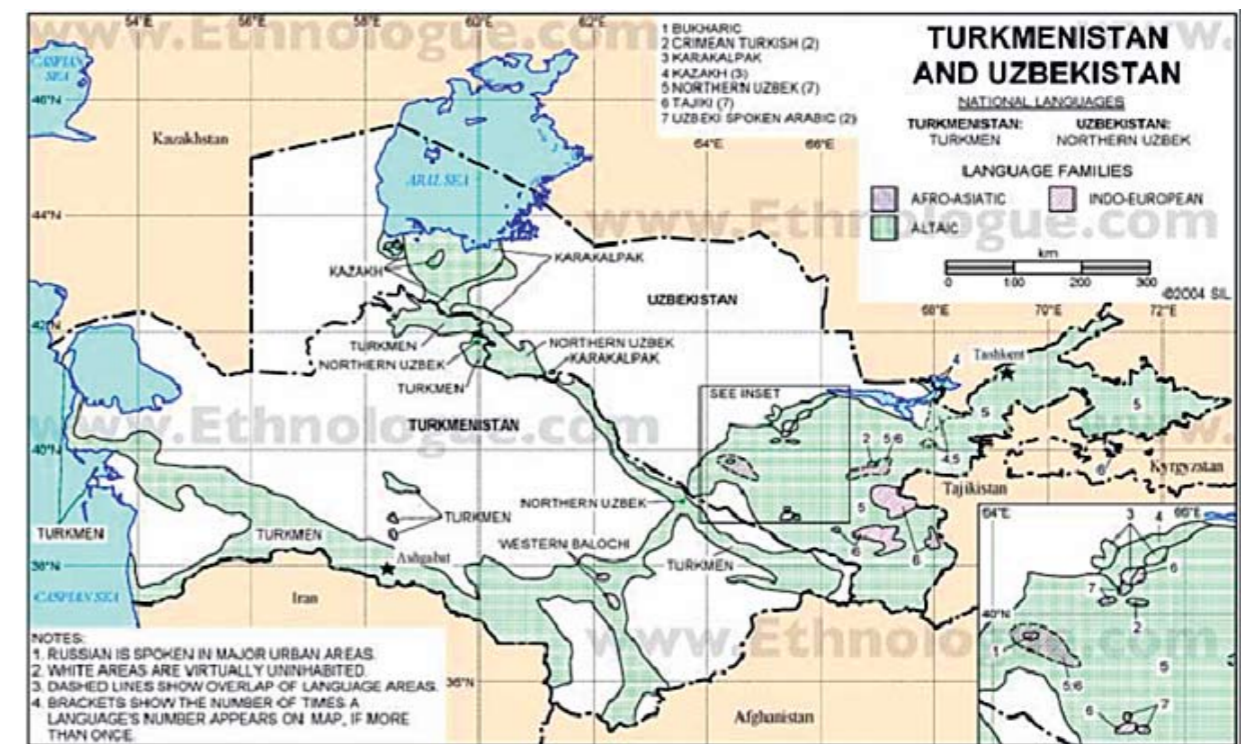 54°E
56°E
58°E
60°E
62°E
www.Ethnologue.com
1 BUKHARIC
2 CRIMEAN TURKISH (2)
3 KARAKALPAK
4 KAZAKH (3)
5 NORTHERN UZBEK (7)
6 TAJIKI (7)
7 UZBEKI SPOKEN ARABIC (2)
TURKMENISTAN
AND UZBEKISTAN
NATIONAL LANGUAGES
TURKMENISTAN:
TURKMEN
UZBEKISTAN:
NORTHERN UZBEK
LANGUAGE FAMILIES
AFRO-ASIATIC
INDO-EUROPEAN
ALTAIC
km
0 100 200 300
©2004 SIL
CASPIAN
SEA
46°N
Kazakhstan
64°E
66°E
ARAL SEA
44°N
www.Ethnologue.com
KAZAKH
KARAKALPAK
UZBEKISTAN
68°E
70°E
72°E
42°N
TURKMEN
NORTHERN UZBEK
NORTHERN UZBEK
KARAKALPAK
TURKMEN
4
Tashkent
SEE INSET
5
5
www.Ethnologue.com
TURKMENISTAN
40°N
2
5;6
4,5
6
Kyrgyzstan
Tajikistan
NORTHERN UZBEK
5
TURKMEN
TURKMEN
TURKMEN
WESTERN BALOCHI
6
6
TURKMEN
38°N
Ashgabat
Iran
CASPIAN SEA
www.Ethnologue.com
36°N
Afghanistan
64°E
66°E
3
4
6
7
40°N
2
1
5
5;6
6
7
NOTES:
1. RUSSIAN IS SPOKEN IN MAJOR URBAN AREAS.
2. WHITE AREAS ARE VIRTUALLY UNINHABITED.
3. DASHED LINES SHOW OVERLAP OF LANGUAGE AREAS.
4. BRACKETS SHOW THE NUMBER OF TIMES A
LANGUAGE'S NUMBER APPEARS ON MAP, IF MORE
THAN ONCE.